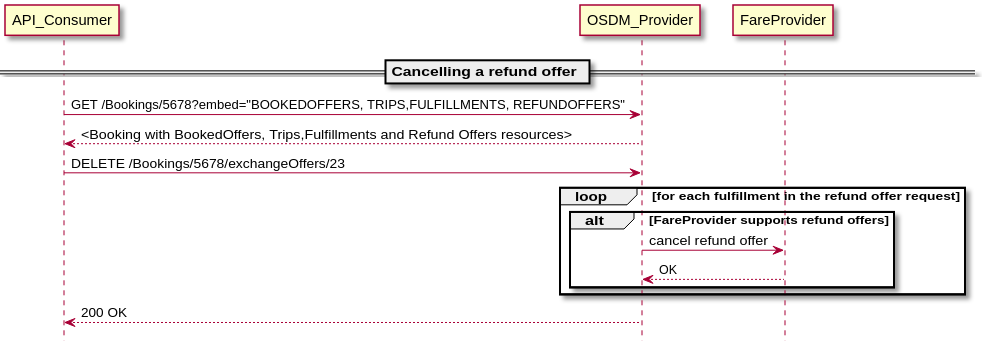 API_Consumer
OSDM_Provider
FareProvider
Cancelling a refund offer
GET /Bookings/5678?embed="BOOKEDOFFERS, TRIPS,FULFILLMENTS, REFUNDOFFERS"
<Booking with BookedOffers, Trips,Fulfillments and Refund Offers resources>
DELETE /Bookings/5678/exchangeOffers/23
loop
[for each fulfillment in the refund offer request]
alt
[FareProvider supports refund offers]
cancel refund offer
OK
200 OK